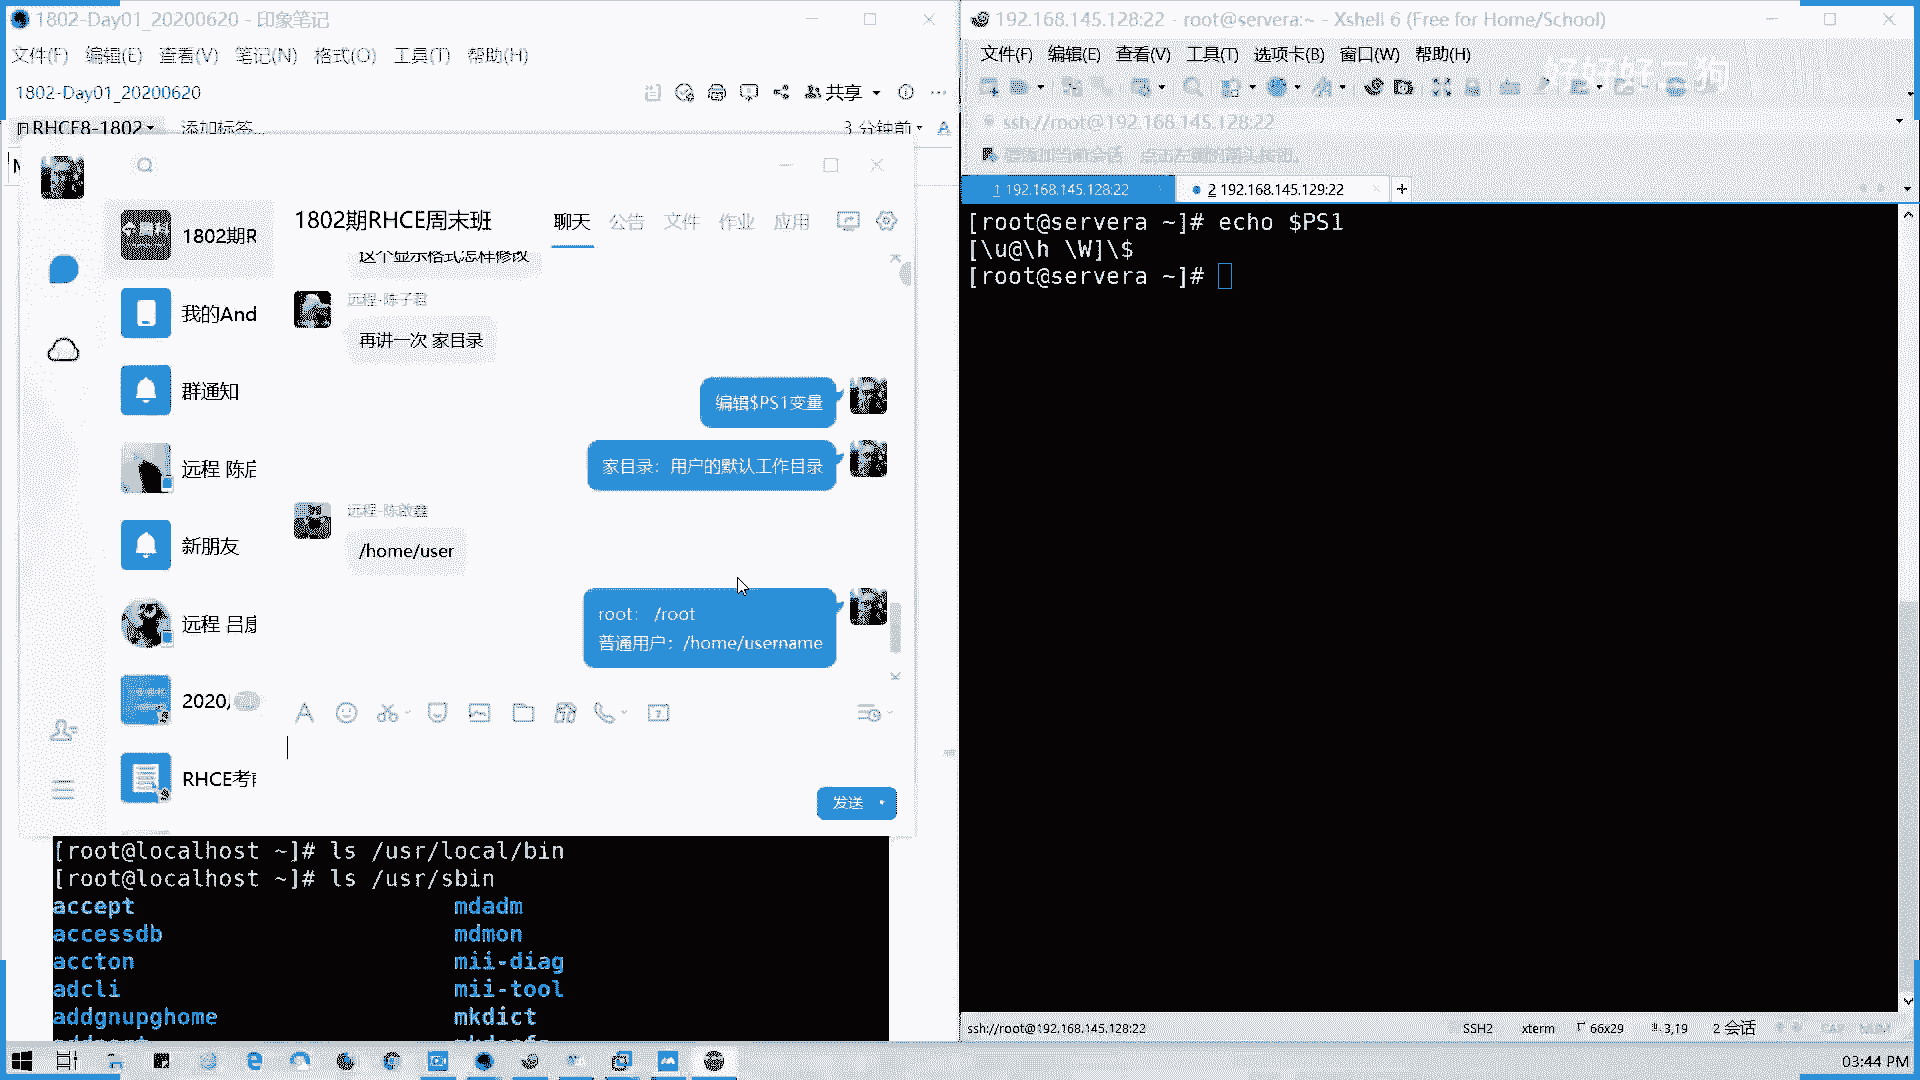 1802-Day01_20200620 - 印象笔记
文件(F) 编辑(E) 查看(V) 笔记(N) 格式(O) 工具(T) 帮助(H)
1802-Day01_20200620
共享
RHCE8-1802
添加标签...
3 分钟前
1802期R
我的And
群通知
远程 陈启
新朋友
远程 吕
2020,
RHCE考前
1802期RHCE周末班
聊天 公告 文件 作业 应用
这个显示格式怎样修改
远程-陈子君
再讲一次 家目录
编辑$PS1变量
家目录：用户的默认工作目录
/home/user
root： /root
普通用户：/home/username
发送
[root@localhost ~]# ls /usr/local/bin
[root@localhost ~]# ls /usr/sbin
accept mdadm
accessdb mdmon
accton mii-diag
adcli mii-tool
addgnupghome mkdict
192.168.145.128:22 - root@servera:~ - Xshell 6 (Free for Home/School)
文件(F) 编辑(E) 查看(V) 工具(T) 选项卡(B) 窗口(W) 帮助(H)
好好好二狗
ssh://root@192.168.145.128:22
要添加当前会话，点击左侧的箭头按钮。
1 192.168.145.128:22
2 192.168.145.129:22
[root@servera ~]# echo $PS1
[\u@\h \W]\$
[root@servera ~]#
ssh://root@192.168.145.128:22
SSH2
xterm
66x29
3,19
2 会话
CAP NUM
03:44 PM